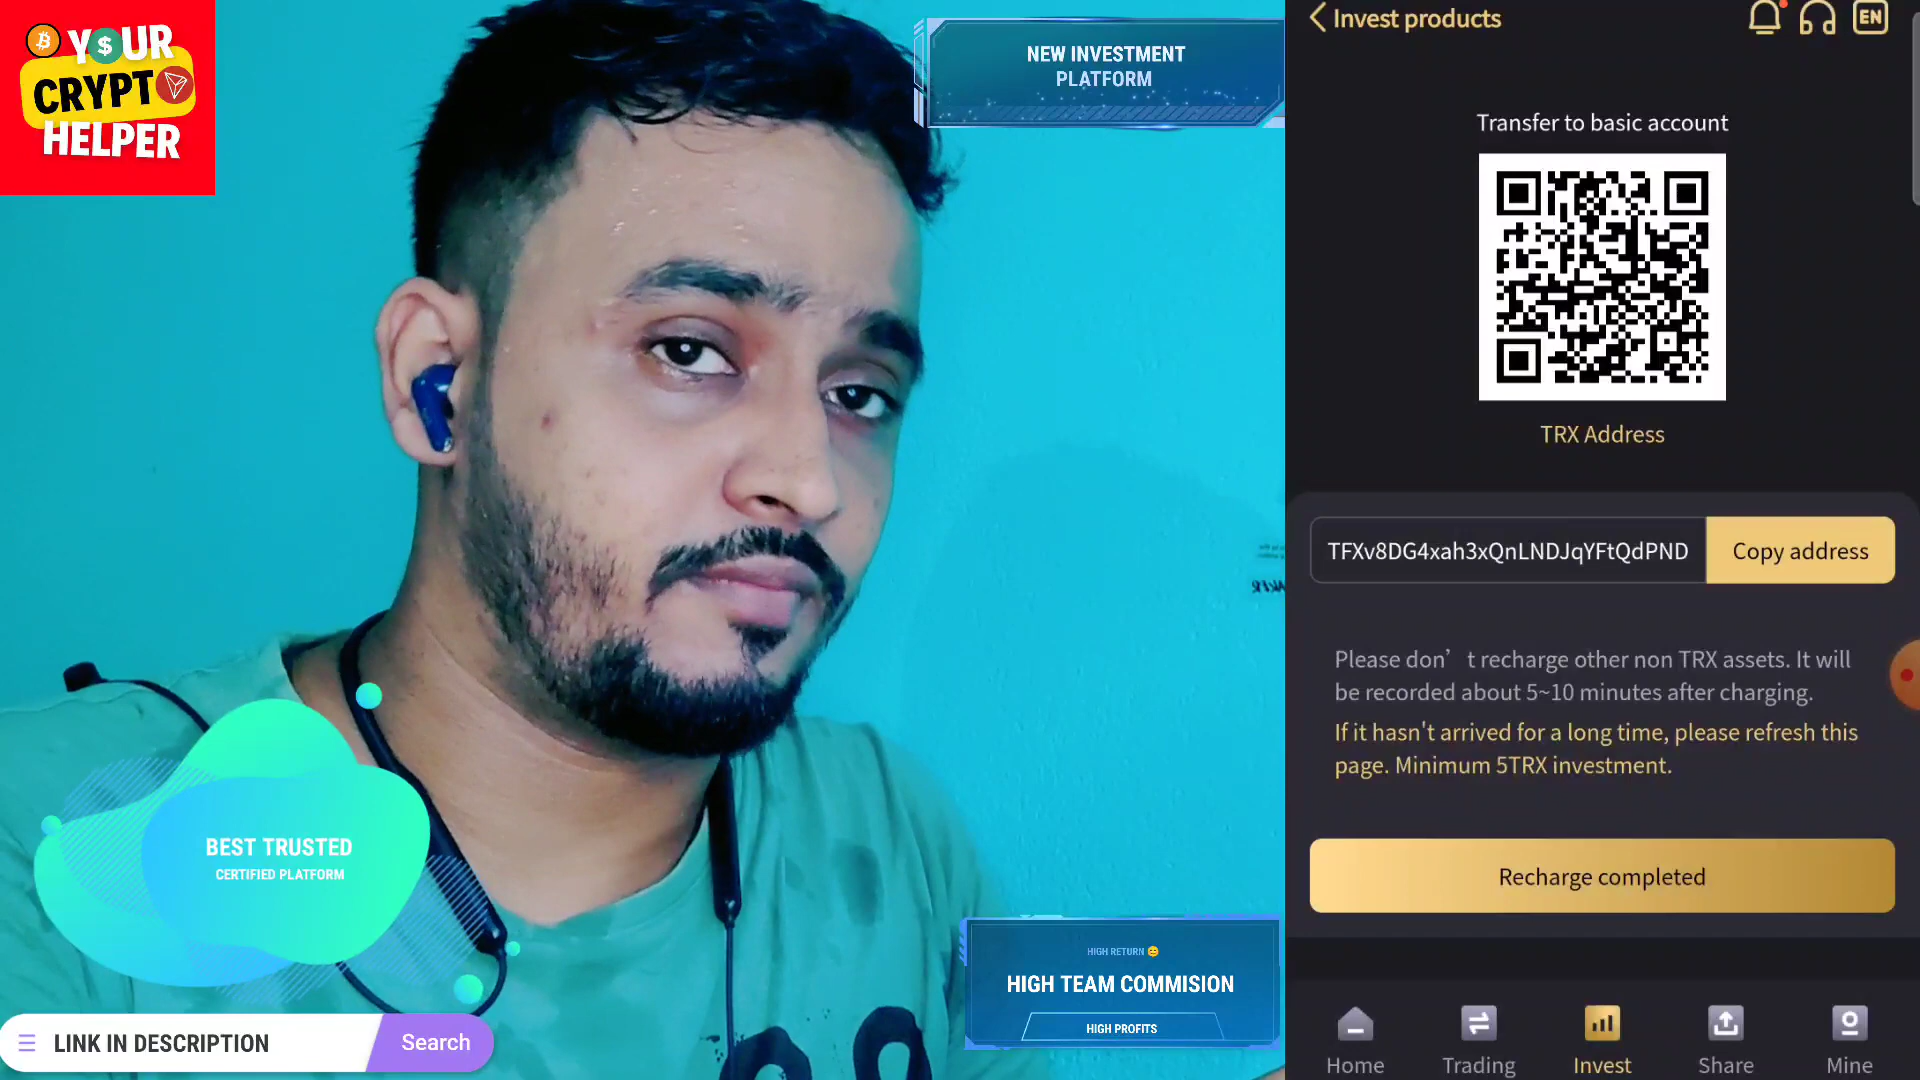 Y$UR
CRYPT
HELPER
NEW INVESTMENT
PLATFORM
BEST TRUSTED
CERTIFIED PLATFORM
LINK IN DESCRIPTION
Search
HIGH RETURN 😊
HIGH TEAM COMMISION
HIGH PROFITS
Invest products
EN
Transfer to basic account
TRX Address
TFXv8DG4xah3xQnLNDJqYFtQdPND
Copy address
Please don’t recharge other non TRX assets. It will
be recorded about 5~10 minutes after charging.
If it hasn't arrived for a long time, please refresh this
page. Minimum 5TRX investment.
Recharge completed
Home
Trading
Invest
Share
Mine